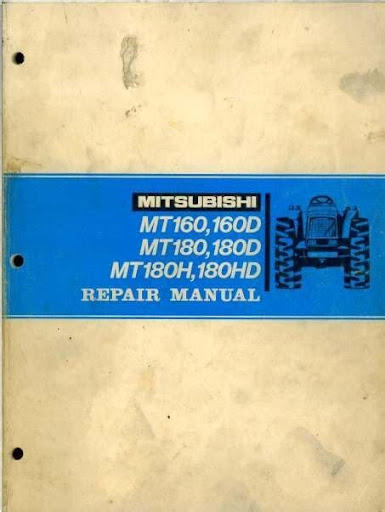 MITSUBISHI
MT160,160D
MT180,180D
MT180H,180HD
REPAIR MANUAL